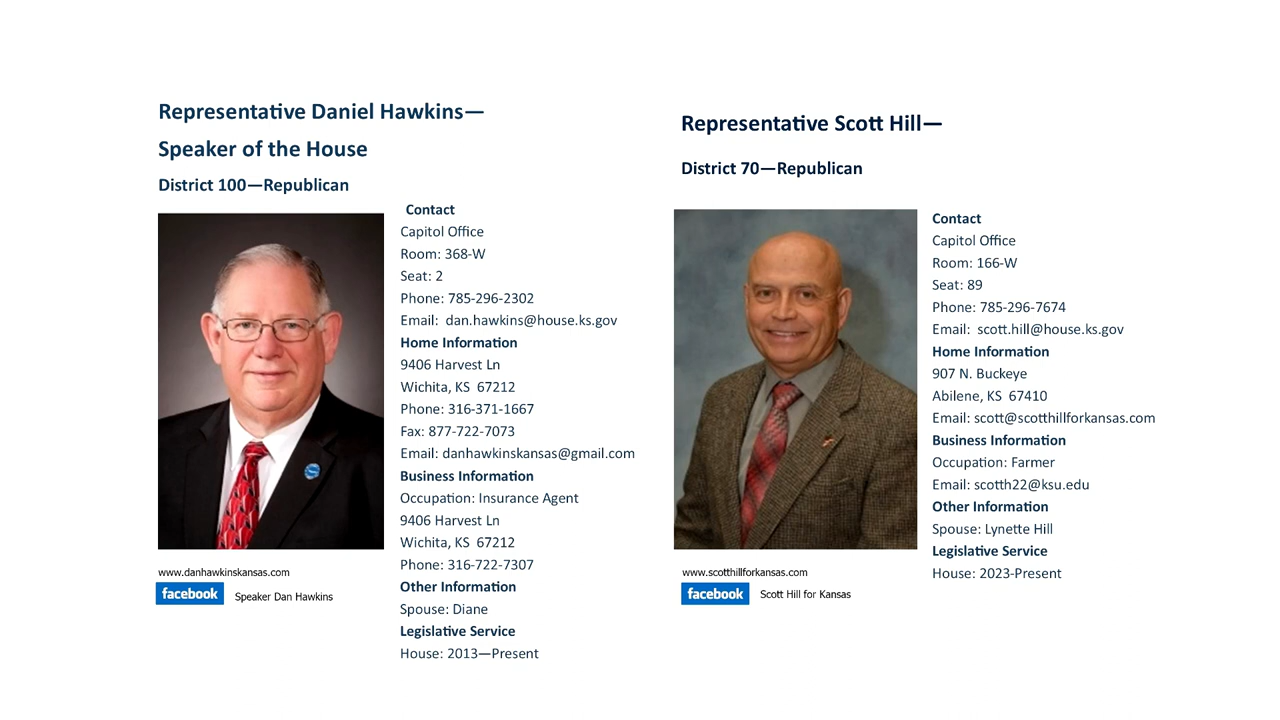 Representative Daniel Hawkins—
Speaker of the House
District 100—Republican
Contact
Capitol Office
Room: 368-W
Seat: 2
Phone: 785-296-2302
Email:  dan.hawkins@house.ks.gov
Home Information
9406 Harvest Ln
Wichita, KS  67212
Phone: 316-371-1667
Fax: 877-722-7073
Email: danhawkinskansas@gmail.com
Business Information
Occupation: Insurance Agent
9406 Harvest Ln
Wichita, KS  67212
Phone: 316-722-7307
Other Information
Spouse: Diane
Legislative Service
House: 2013—Present
www.danhawkinskansas.com
facebook Speaker Dan Hawkins
Representative Scott Hill—
District 70—Republican
Contact
Capitol Office
Room: 166-W
Seat: 89
Phone: 785-296-7674
Email:  scott.hill@house.ks.gov
Home Information
907 N. Buckeye
Abilene, KS  67410
Email: scott@scotthillforkansas.com
Business Information
Occupation: Farmer
Email: scotth22@ksu.edu
Other Information
Spouse: Lynette Hill
Legislative Service
House: 2023-Present
www.scotthillforkansas.com
facebook Scott Hill for Kansas